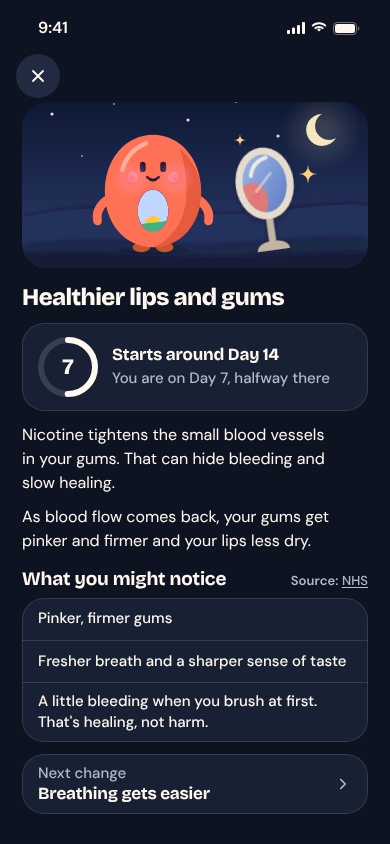 9:41
Healthier lips and gums
7
Starts around Day 14
You are on Day 7, halfway there
Nicotine tightens the small blood vessels
in your gums. That can hide bleeding and
slow healing.
As blood flow comes back, your gums get
pinker and firmer and your lips less dry.
What you might notice
Source: NHS
Pinker, firmer gums
Fresher breath and a sharper sense of taste
A little bleeding when you brush at first.
That's healing, not harm.
Next change
Breathing gets easier